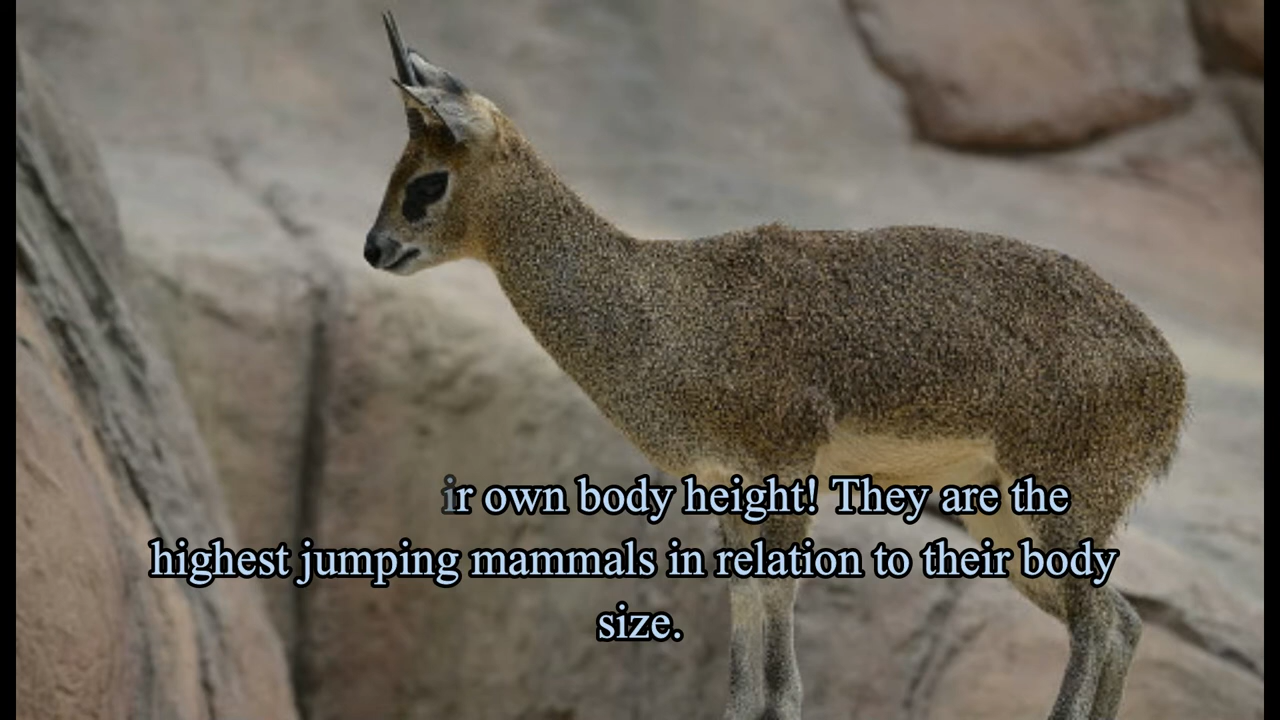 ir own body height! They are the
highest jumping mammals in relation to their body
size.